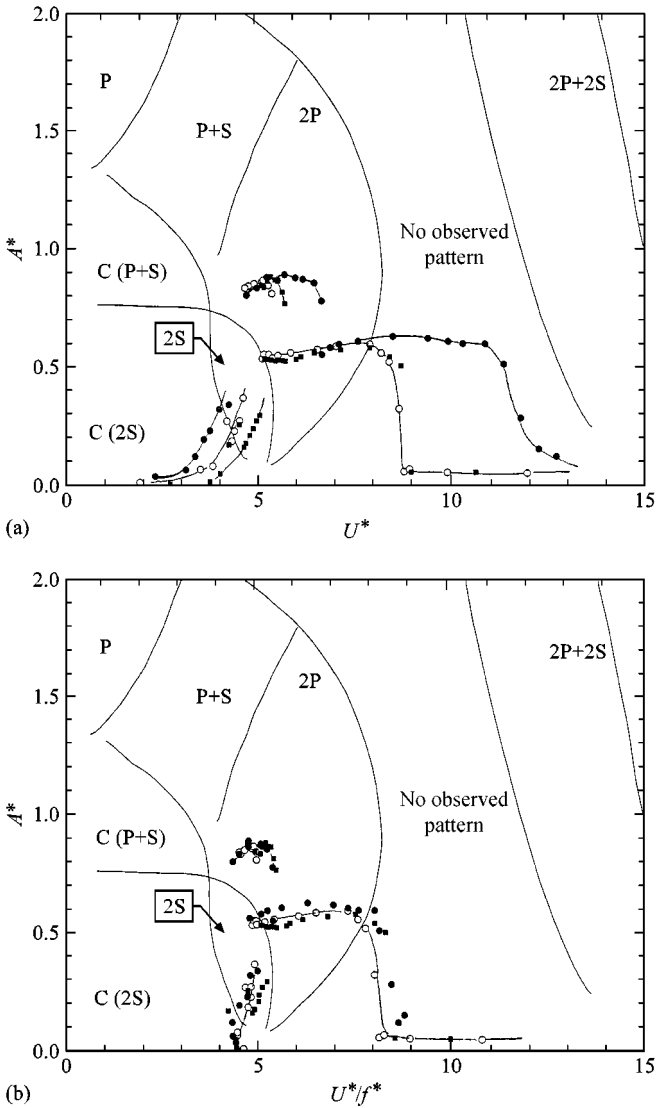 2.0
P
2P+2S
P+S
2P
1.5
A*
1.0
No observed
pattern
C (P+S)
2S
0.5
C (2S)
0.0
0 5 10 15
(a)
U*
2.0
P
2P+2S
P+S
2P
1.5
A*
1.0
No observed
pattern
C (P+S)
2S
0.5
C (2S)
0.0
0 5 10 15
(b)
U*/f*